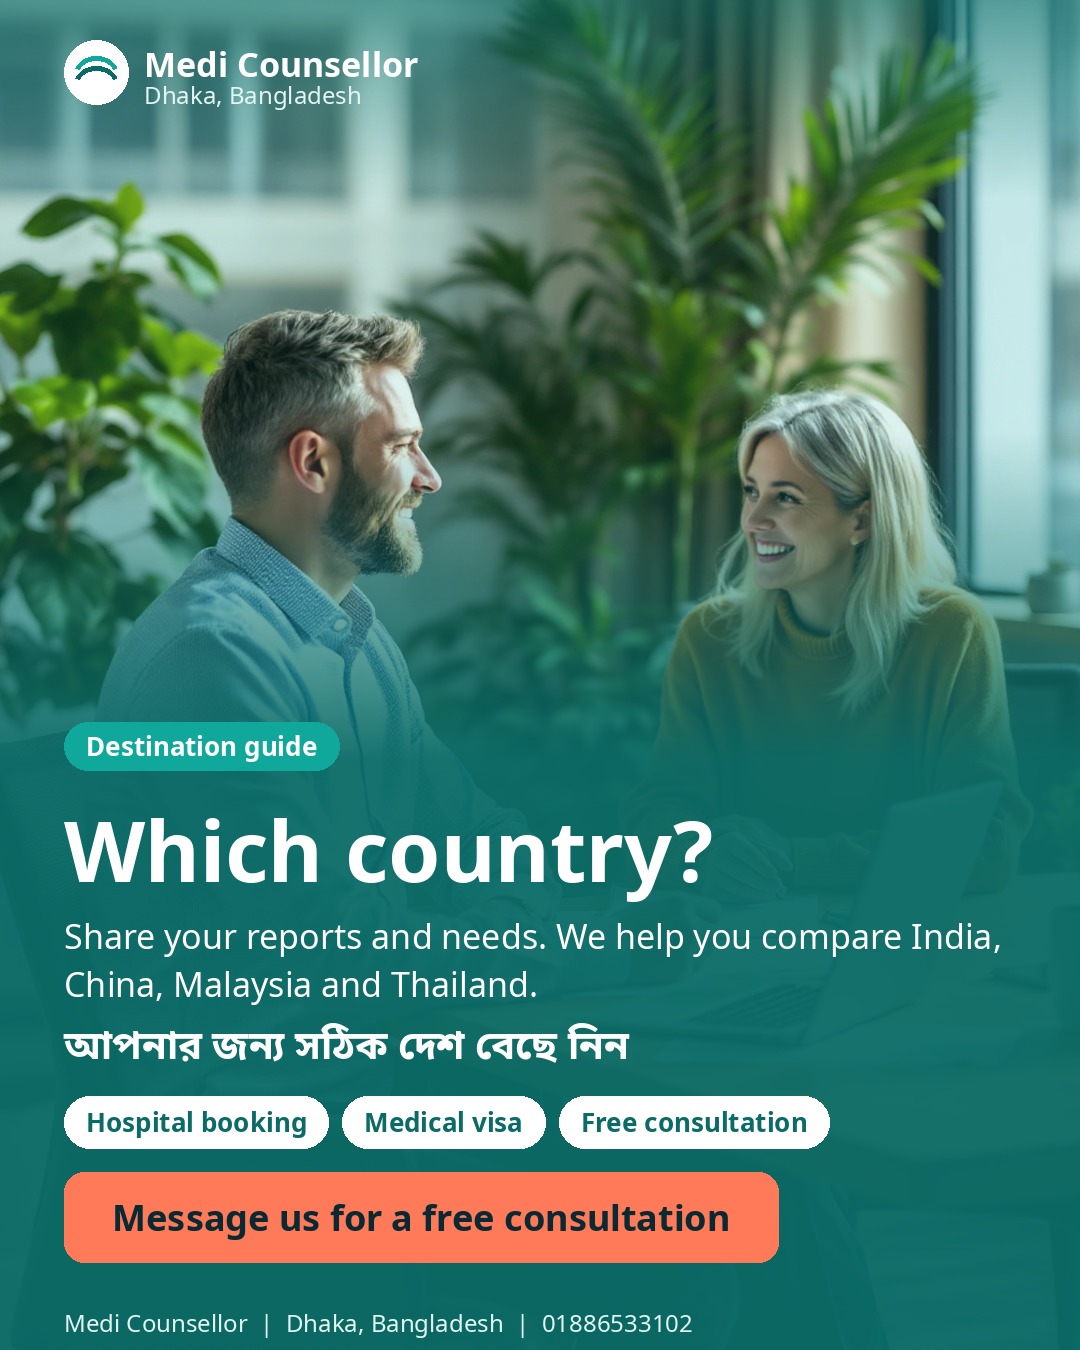 Medi Counsellor
Dhaka, Bangladesh
Destination guide
Which country?
Share your reports and needs. We help you compare India,
China, Malaysia and Thailand.
আপনার জন্য সঠিক দেশ বেছে নিন
Hospital booking Medical visa Free consultation
Message us for a free consultation
Medi Counsellor | Dhaka, Bangladesh | 01886533102